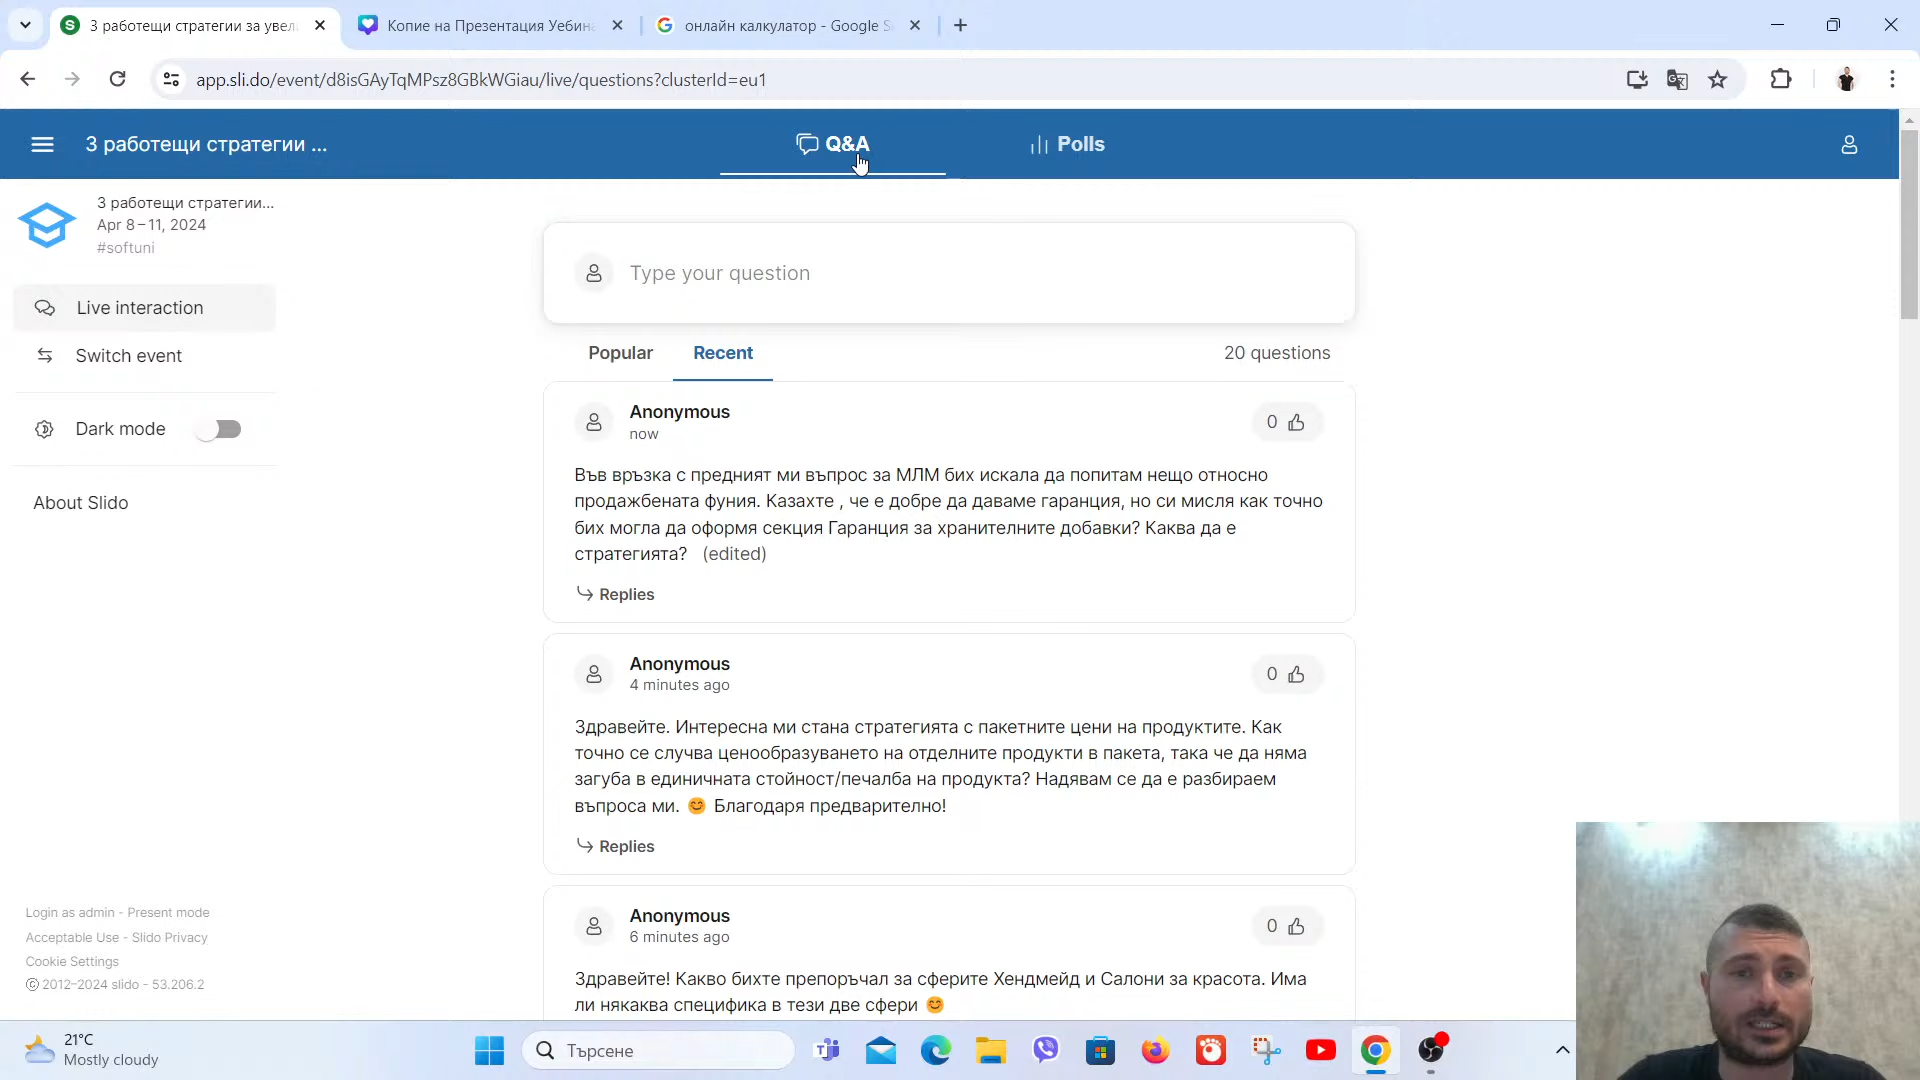 3 работещи стратегии за увел
Копие на Презентация Уебина
онлайн калкулатор - Google S
app.sli.do/event/d8isGAyTqMPsz8GBkWGiau/live/questions?clusterId=eu1
3 работещи стратегии ...
Q&A
Polls
3 работещи стратегии...
Apr 8 – 11, 2024
#softuni
Live interaction
Switch event
Dark mode
About Slido
Type your question
Popular
Recent
20 questions
Anonymous
now
0
Във връзка с предният ми въпрос за МЛМ бих искала да попитам нещо относно
продажбената фуния. Казахте , че е добре да даваме гаранция, но си мисля как точно
бих могла да оформя секция Гаранция за хранителните добавки? Каква да е
стратегията? (edited)
Replies
Anonymous
4 minutes ago
0
Здравейте. Интересна ми стана стратегията с пакетните цени на продуктите. Как
точно се случва ценообразуването на отделните продукти в пакета, така че да няма
загуба в единичната стойност/печалба на продукта? Надявам се да е разбираем
въпроса ми. 😊 Благодаря предварително!
Replies
Anonymous
6 minutes ago
0
Здравейте! Какво бихте препоръчал за сферите Хендмейд и Салони за красота. Има
ли някаква специфика в тези две сфери 😊
Login as admin - Present mode
Acceptable Use - Slido Privacy
Cookie Settings
© 2012-2024 slido - 53.206.2
21°C
Mostly cloudy
Търсене